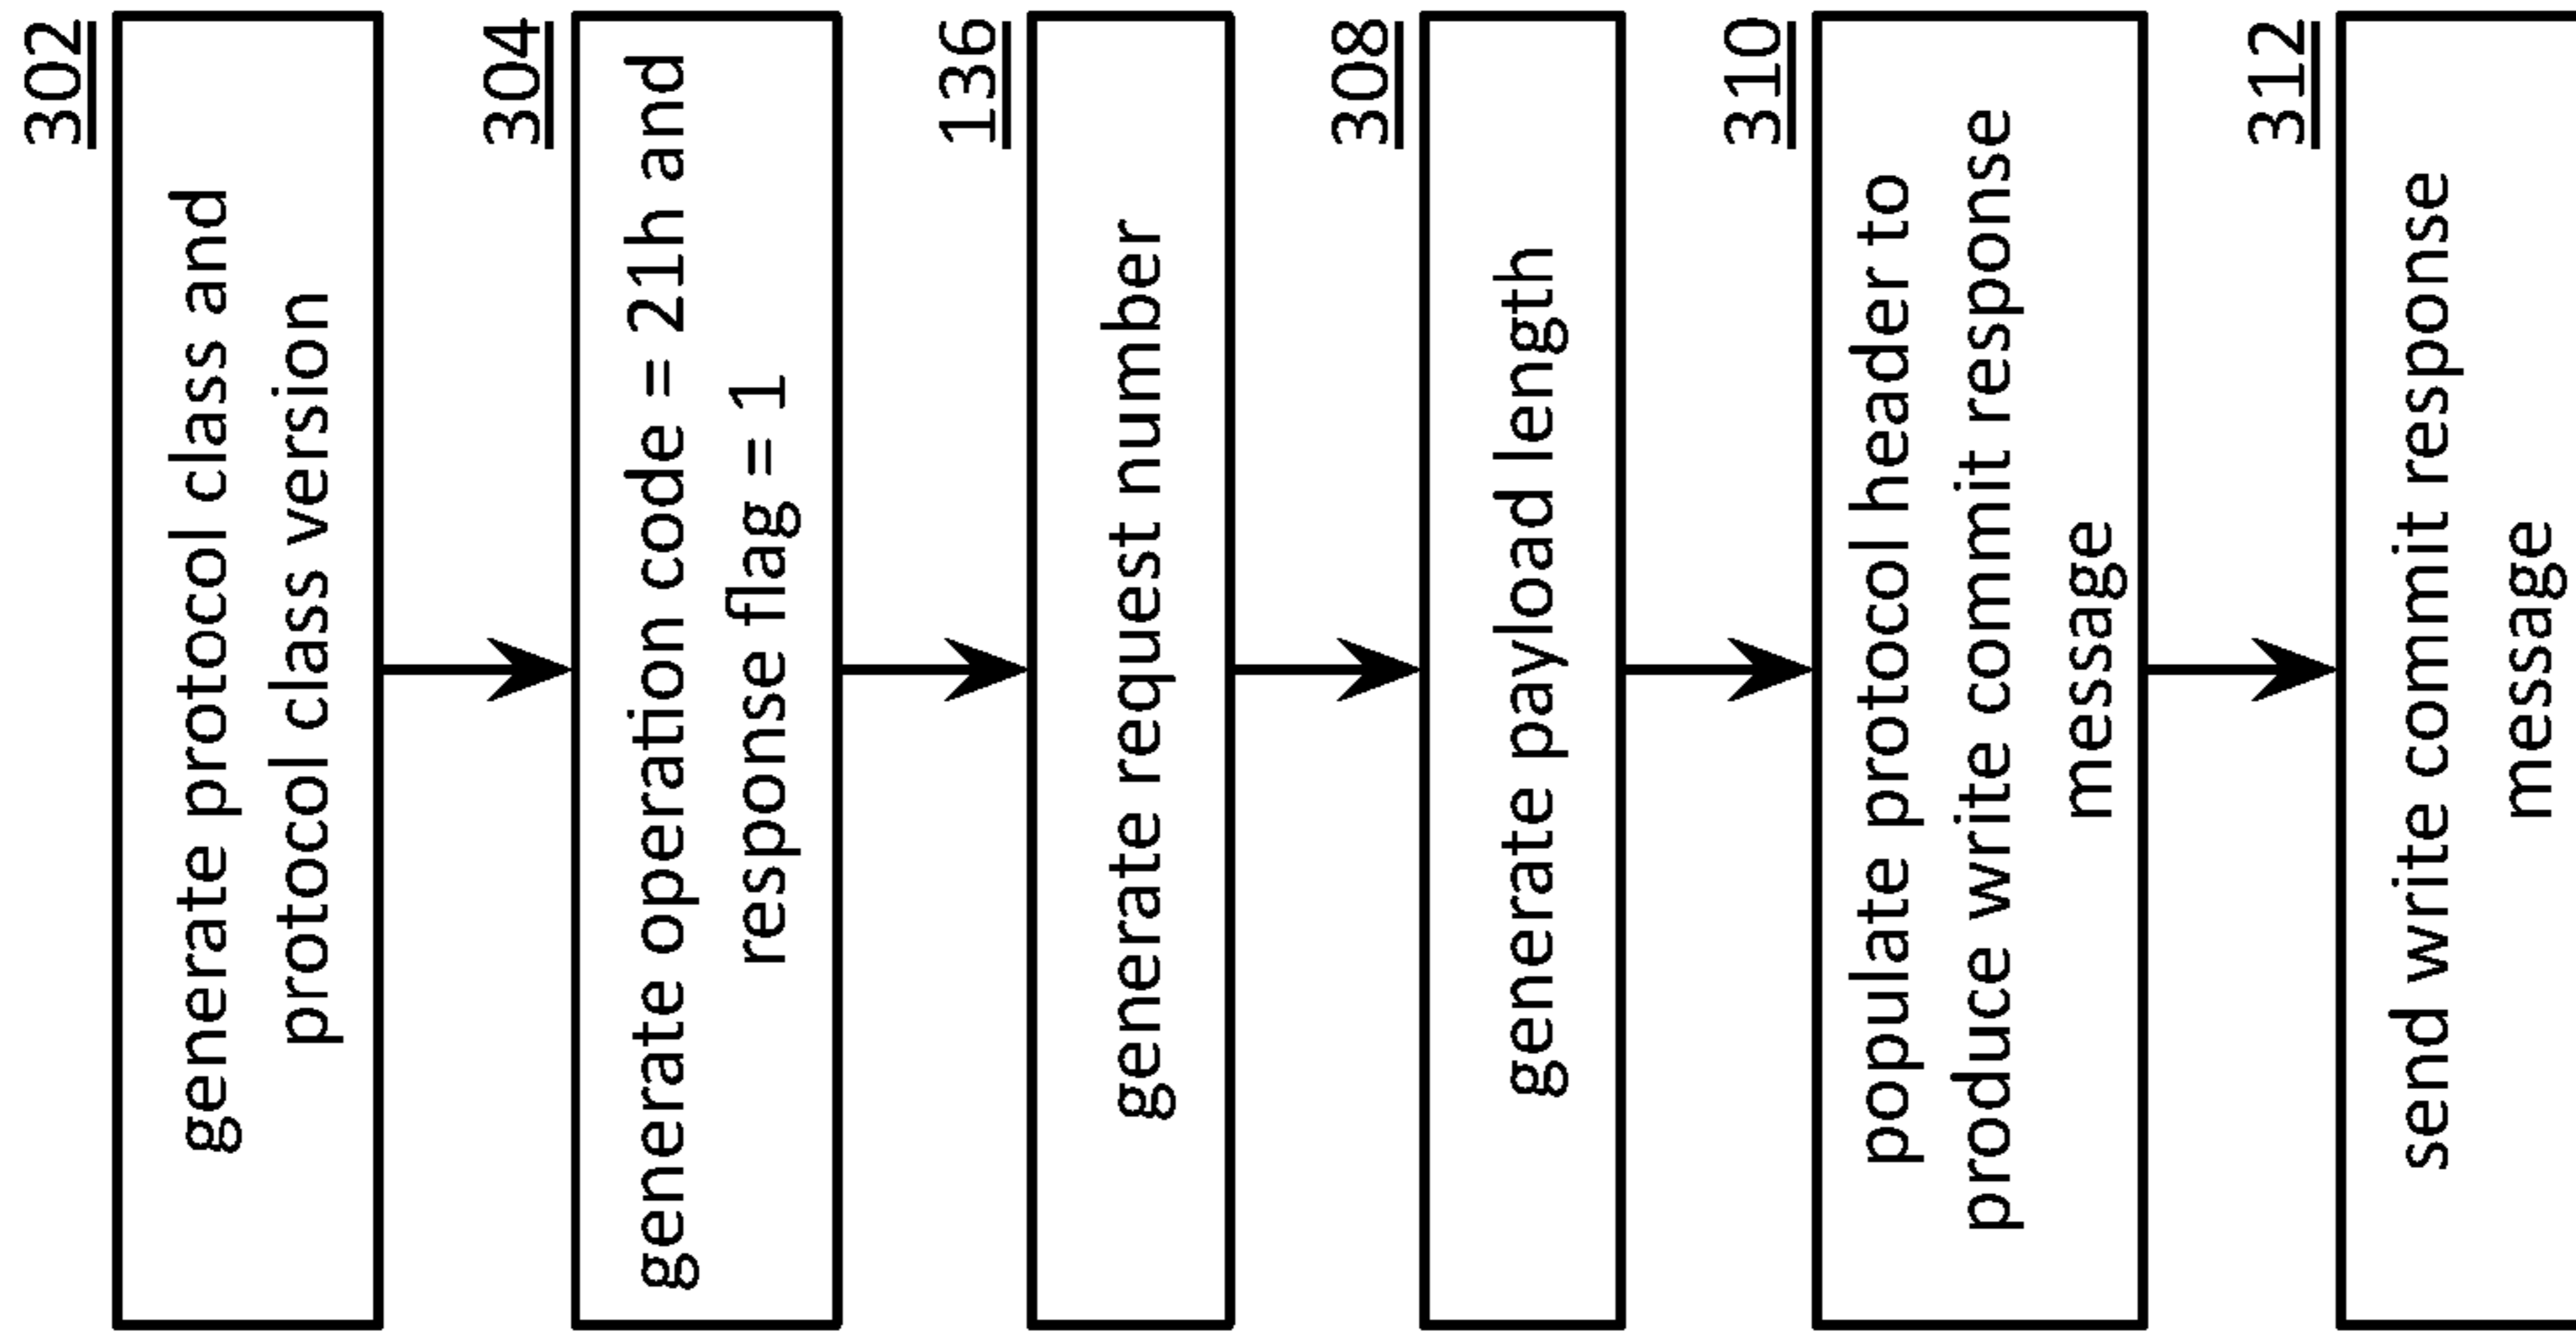 302
generate protocol class and
protocol class version
304
generate operation code = 21h and
response flag = 1
136
generate request number
308
generate payload length
310
populate protocol header to
produce write commit response
message
312
send write commit response
message